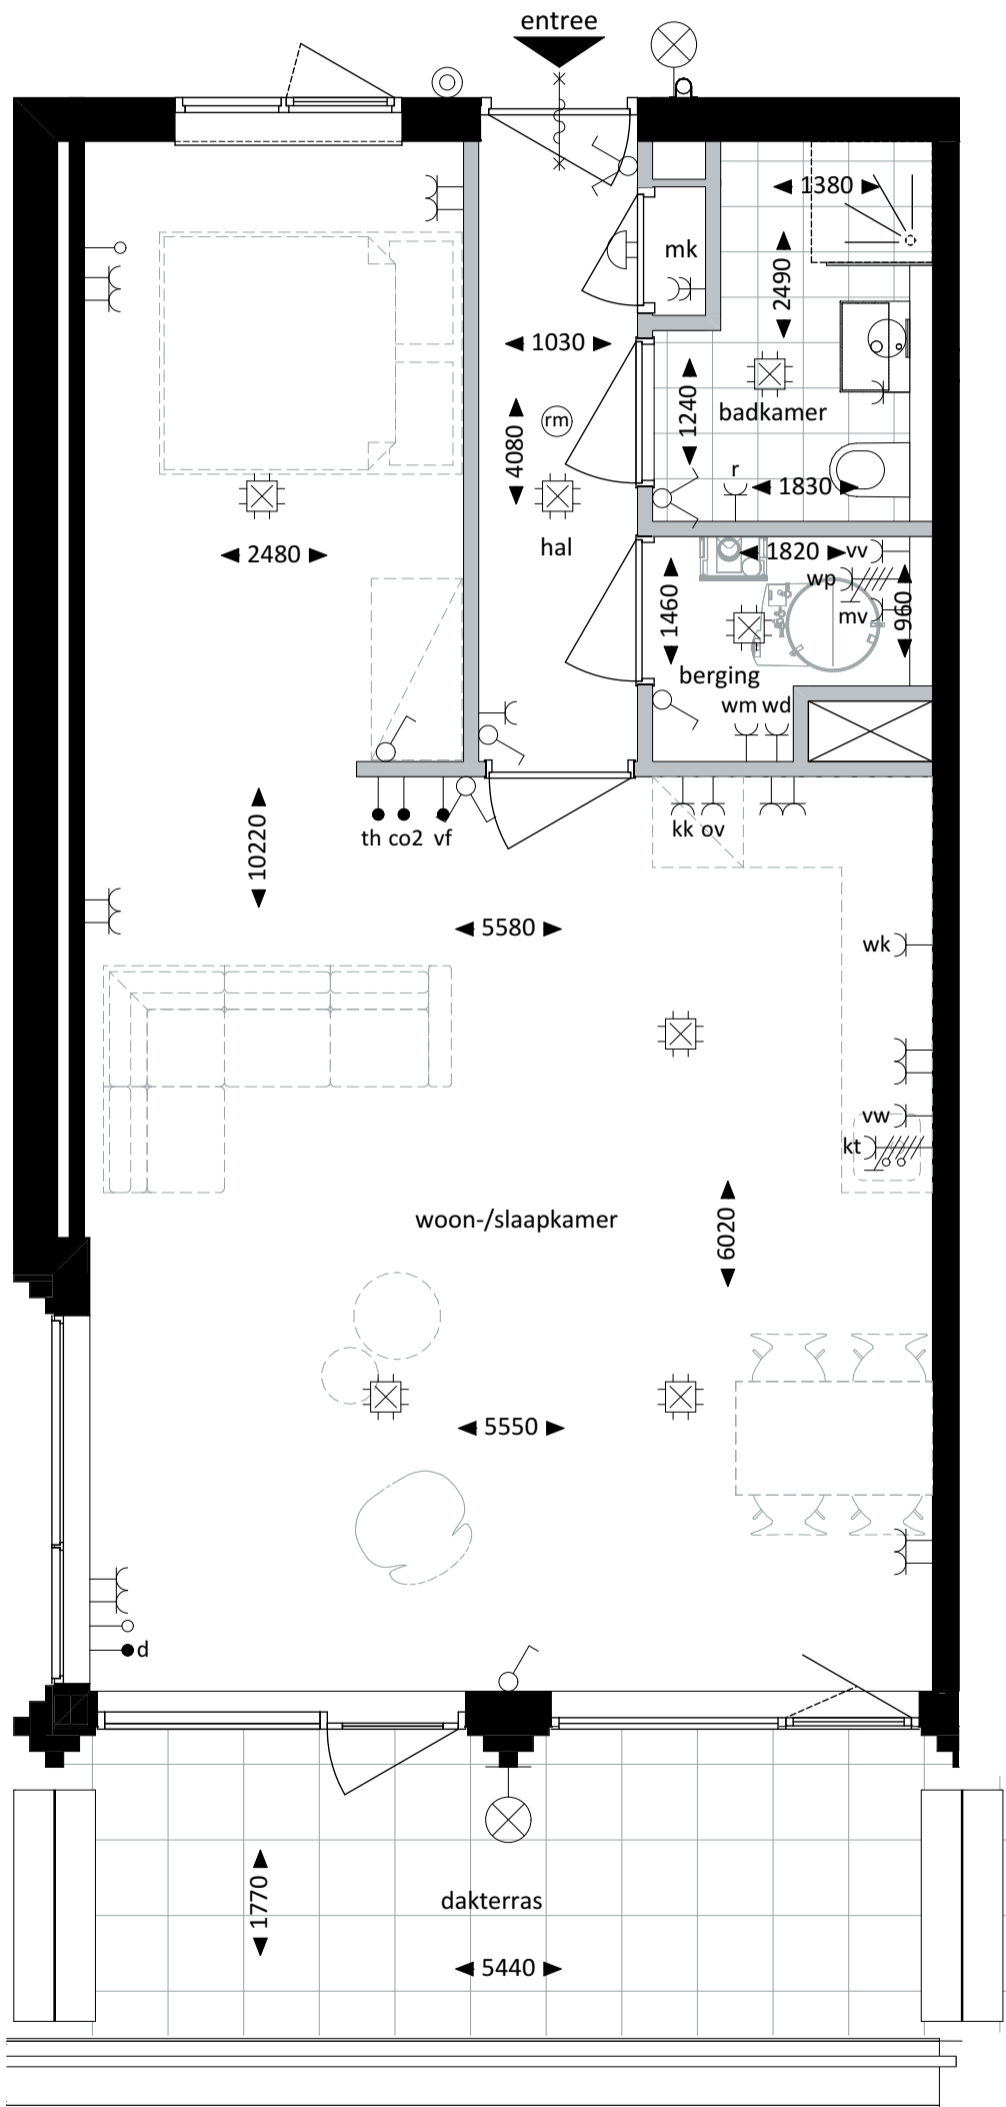 entree
1380
mk
2490
1030
1240
badkamer
rm
4080
r
1830
hal
2480
1820
vv
wp
mv
960
1460
berging
wm wd
th co2 vf
kk ov
10220
5580
wk
vw
kt
woon-/slaapkamer
6020
5550
d
1770
dakterras
5440